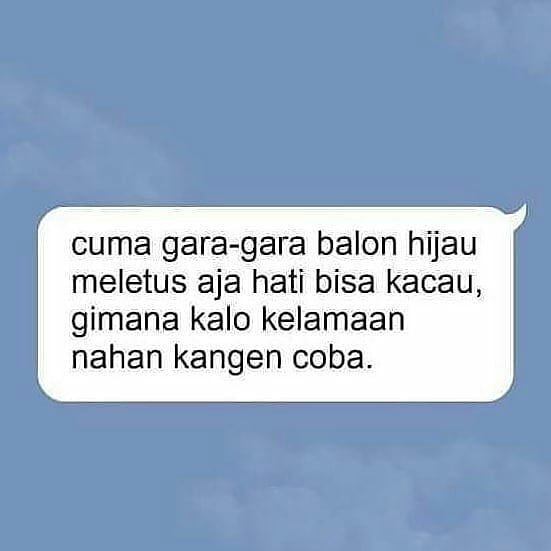 cuma gara-gara balon hijau
meletus aja hati bisa kacau,
gimana kalo kelamaan
nahan kangen coba.